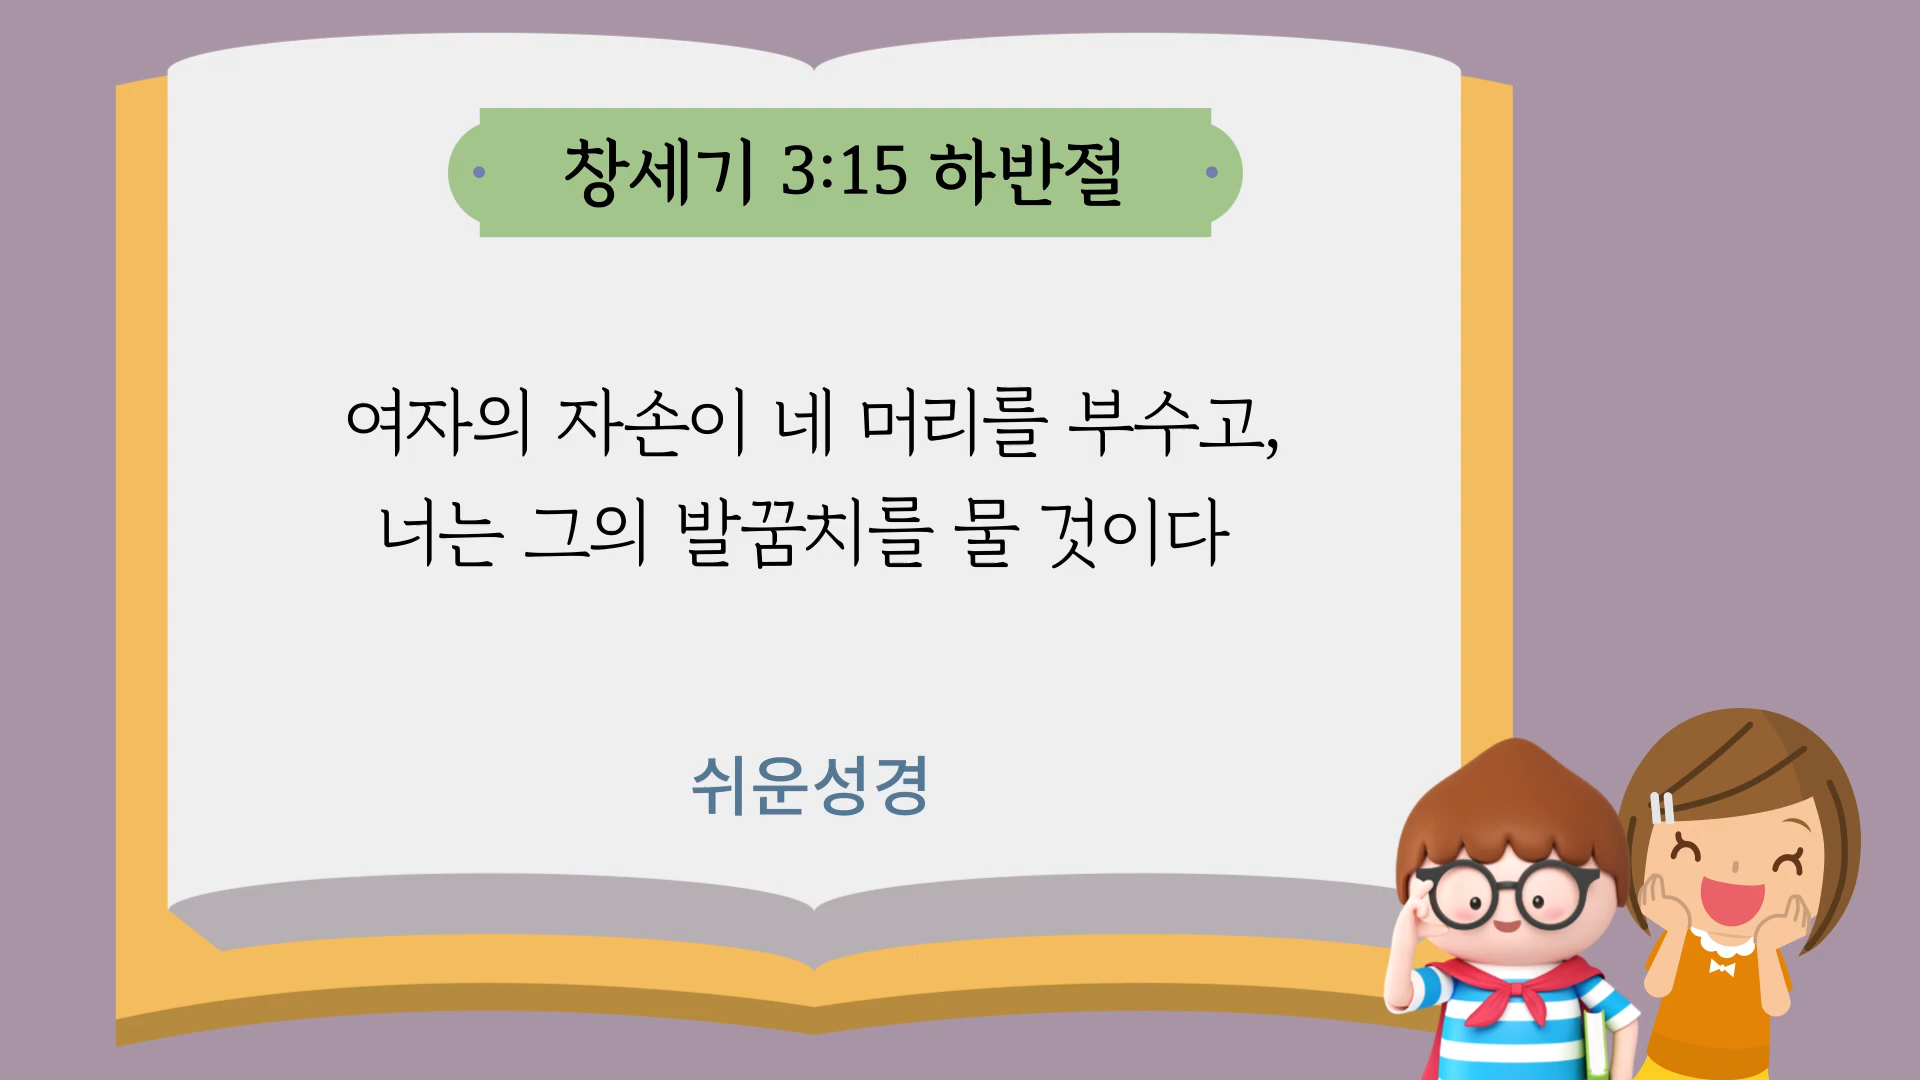 창세기 3:15 하반절
여자의 자손이 네 머리를 부수고,
너는 그의 발꿈치를 물 것이다
쉬운성경